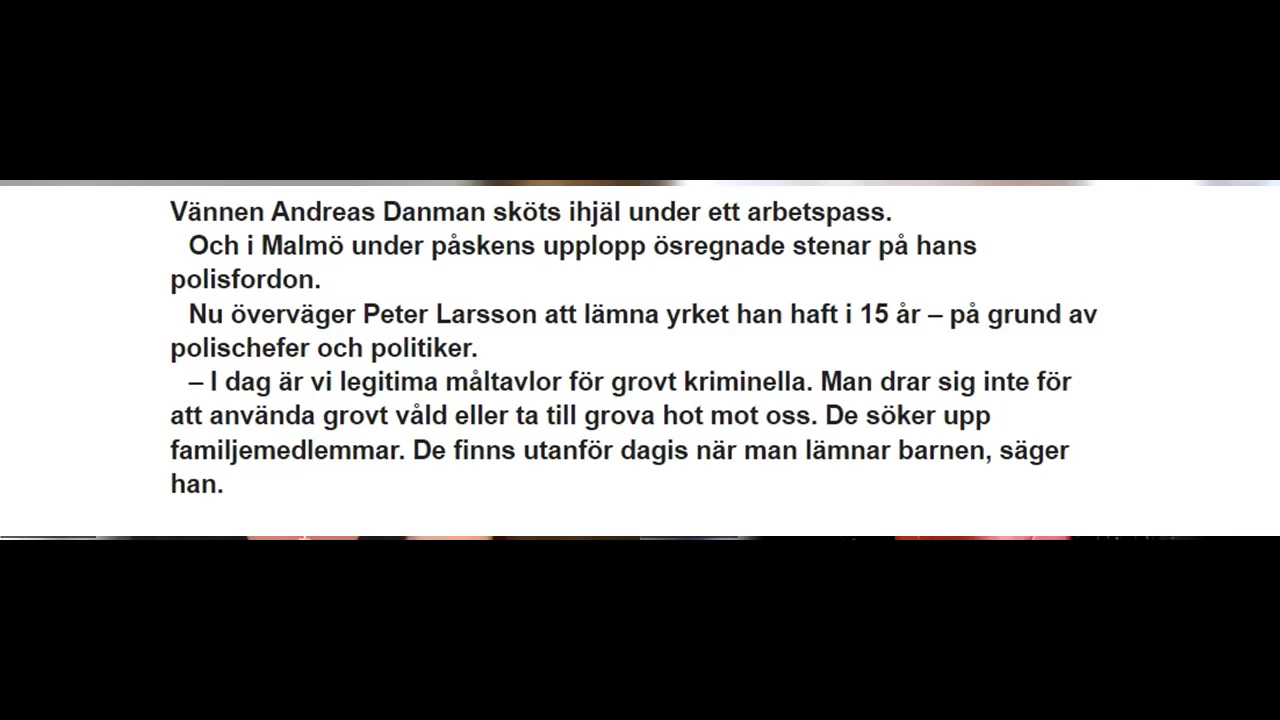 Vännen Andreas Danman sköts ihjäl under ett arbetspass.
Och i Malmö under påskens upplopp ösregnade stenar på hans
polisfordon.
Nu överväger Peter Larsson att lämna yrket han haft i 15 år – på grund av
polischefer och politiker.
– I dag är vi legitima måltavlor för grovt kriminella. Man drar sig inte för
att använda grovt våld eller ta till grova hot mot oss. De söker upp
familjemedlemmar. De finns utanför dagis när man lämnar barnen, säger
han.